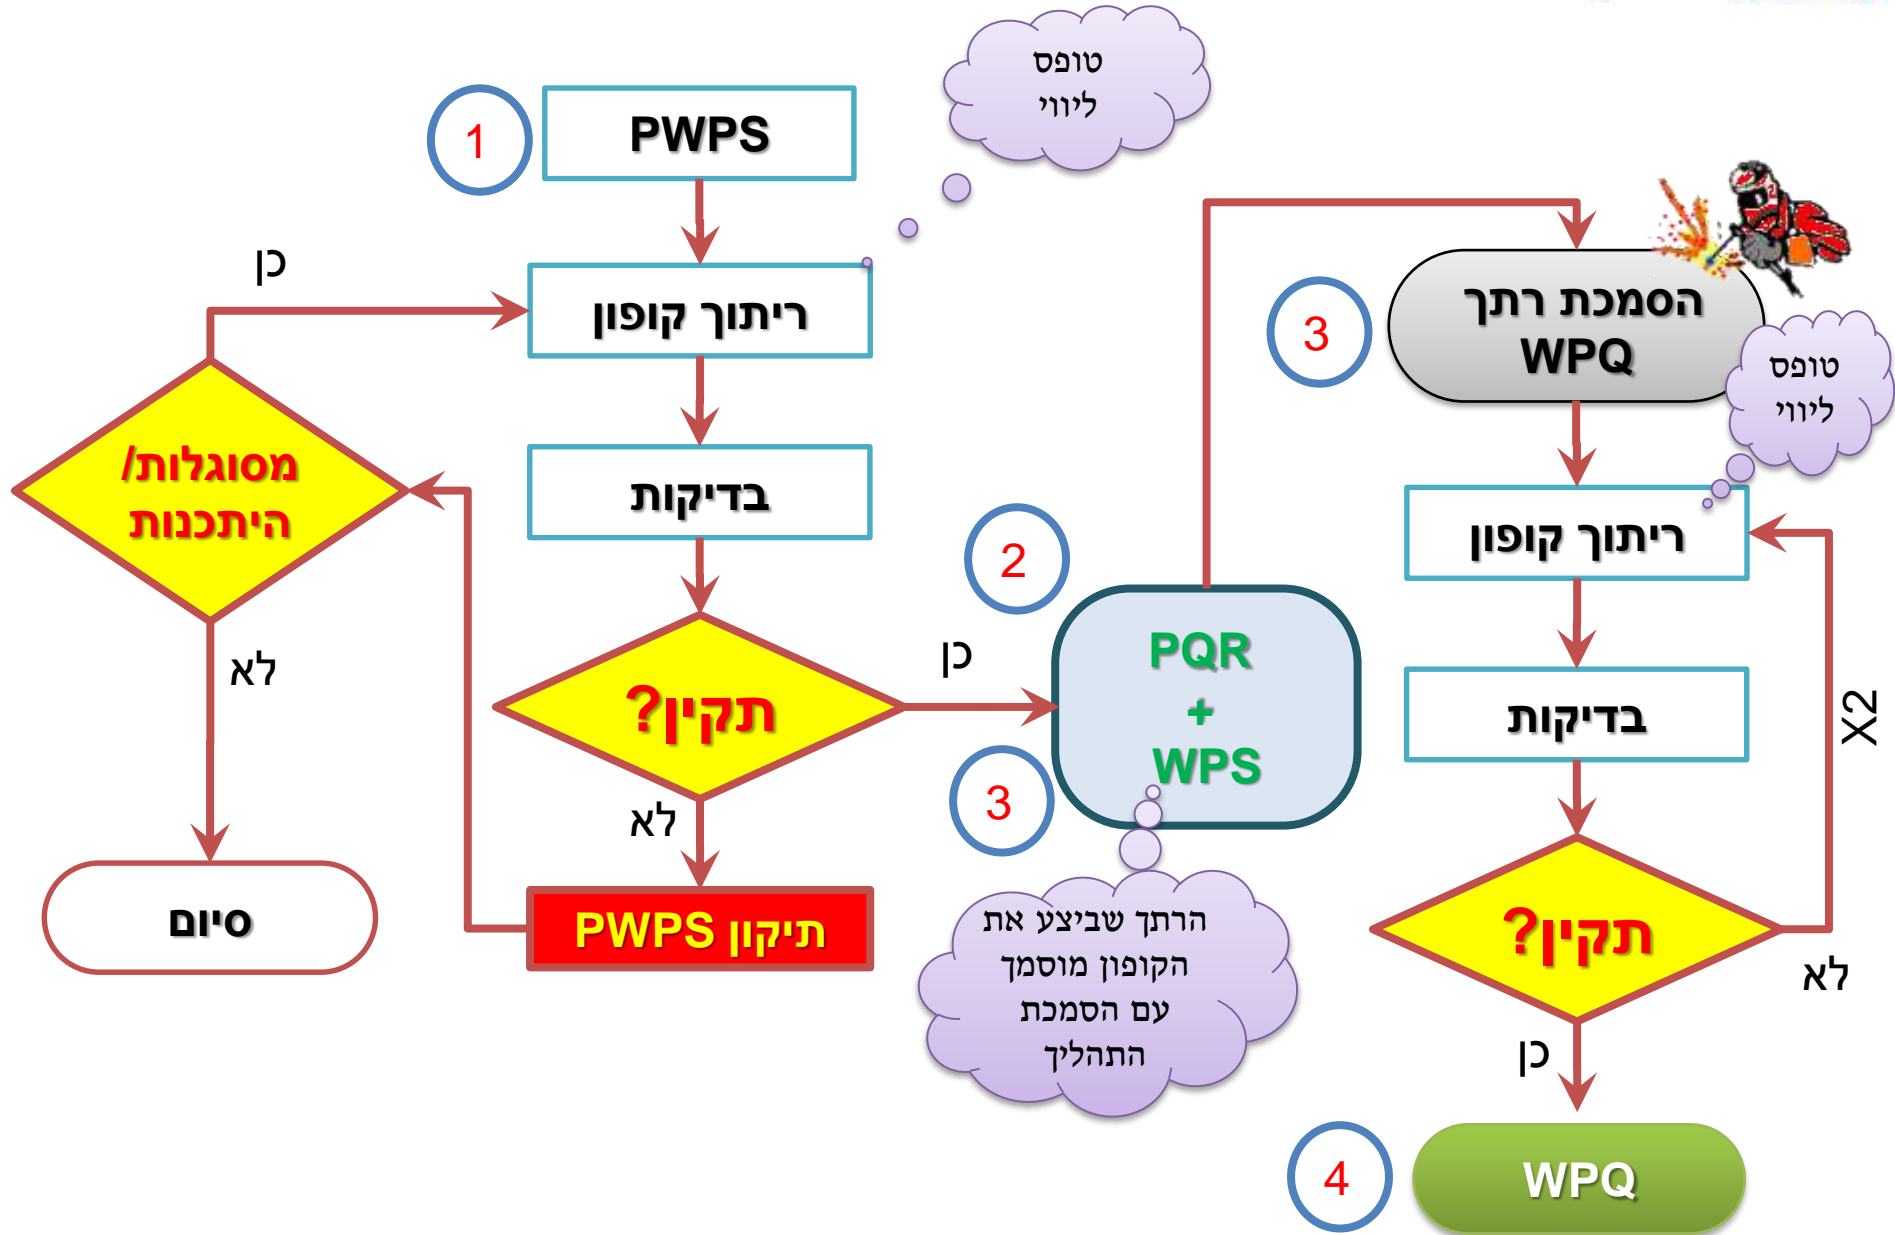 טופס
ליווי
1
PWPS
כן
ריתוך קופון
מסוגלות/
היתכנות
בדיקות
לא
תקין?
כן
לא
סיום
תיקון PWPS
2
PQR
+
WPS
3
הרתך שביצע את
הקופון מוסמך
עם הסמכת
התהליך
3
הסמכת רתך
WPQ
טופס
ליווי
ריתוך קופון
בדיקות
X2
תקין?
לא
כן
4
WPQ